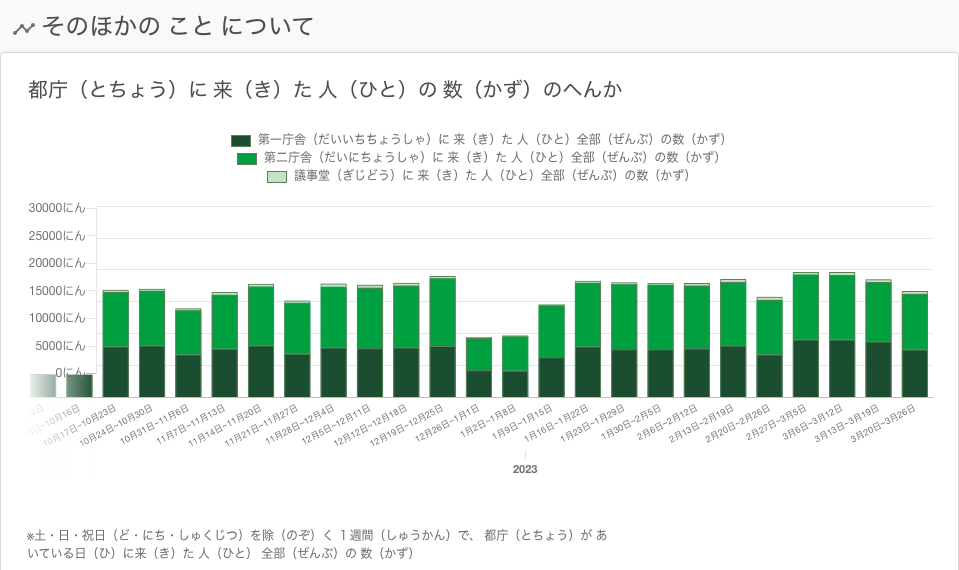 そのほかの こと について
都庁（とちょう）に 来（き）た 人（ひと）の 数（かず）のへんか
第一庁舎（だいいちちょうしゃ）に 来（き）た 人（ひと）全部（ぜんぶ）の数（かず）
第二庁舎（だいにちょうしゃ）に 来（き）た 人（ひと）全部（ぜんぶ）の数（かず）
議事堂（ぎじどう）に 来（き）た 人（ひと）全部（ぜんぶ）の数（かず）
30000にん
25000にん
20000にん
15000にん
10000にん
5000にん
0にん
10月16日
10月17日~10月23日
10月24日~10月30日
10月31日~11月6日
11月7日~11月13日
11月14日~11月20日
11月21日~11月27日
11月28日~12月4日
12月5日~12月11日
12月12日~12月18日
12月19日~12月25日
12月26日~1月1日
1月2日~1月8日
1月9日~1月15日
1月16日~1月22日
1月23日~1月29日
1月30日~2月5日
2月6日~2月12日
2月13日~2月19日
2月20日~2月26日
2月27日~3月5日
3月6日~3月12日
3月13日~3月19日
3月20日~3月26日
2023
※土・日・祝日（ど・にち・しゅくじつ）を除（のぞ）く １週間（しゅうかん）で、 都庁（とちょう）が あ
いている日（ひ）に来（き）た 人（ひと） 全部（ぜんぶ）の 数（かず）